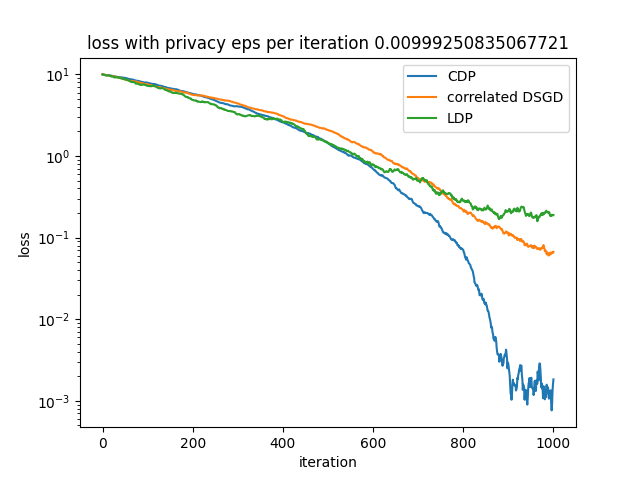 loss with privacy eps per iteration 0.00999250835067721
CDP
correlated DSGD
LDP
10¹
10⁰
10⁻¹
10⁻²
10⁻³
loss
0 200 400 600 800 1000
iteration